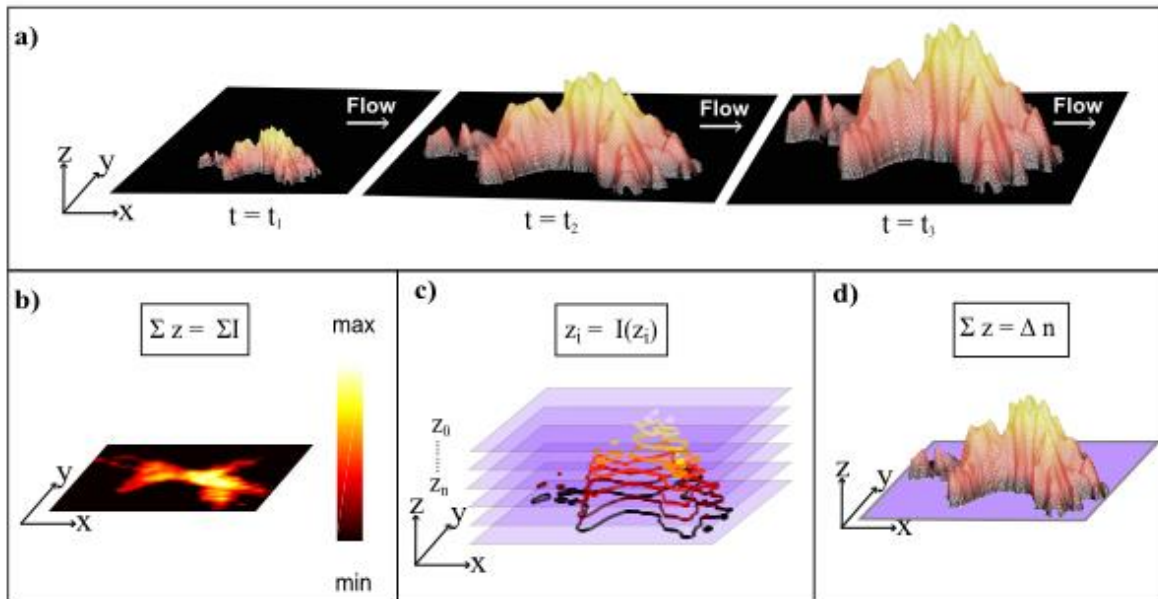 a)
Flow
Flow
Flow
z
y
x
t = t₁
t = t₂
t = t₃
b)
Σ z = ΣI
max
min
y
x
c)
zᵢ = I(zᵢ)
z₀
zₙ
z
y
x
d)
Σ z = Δ n
z
y
x